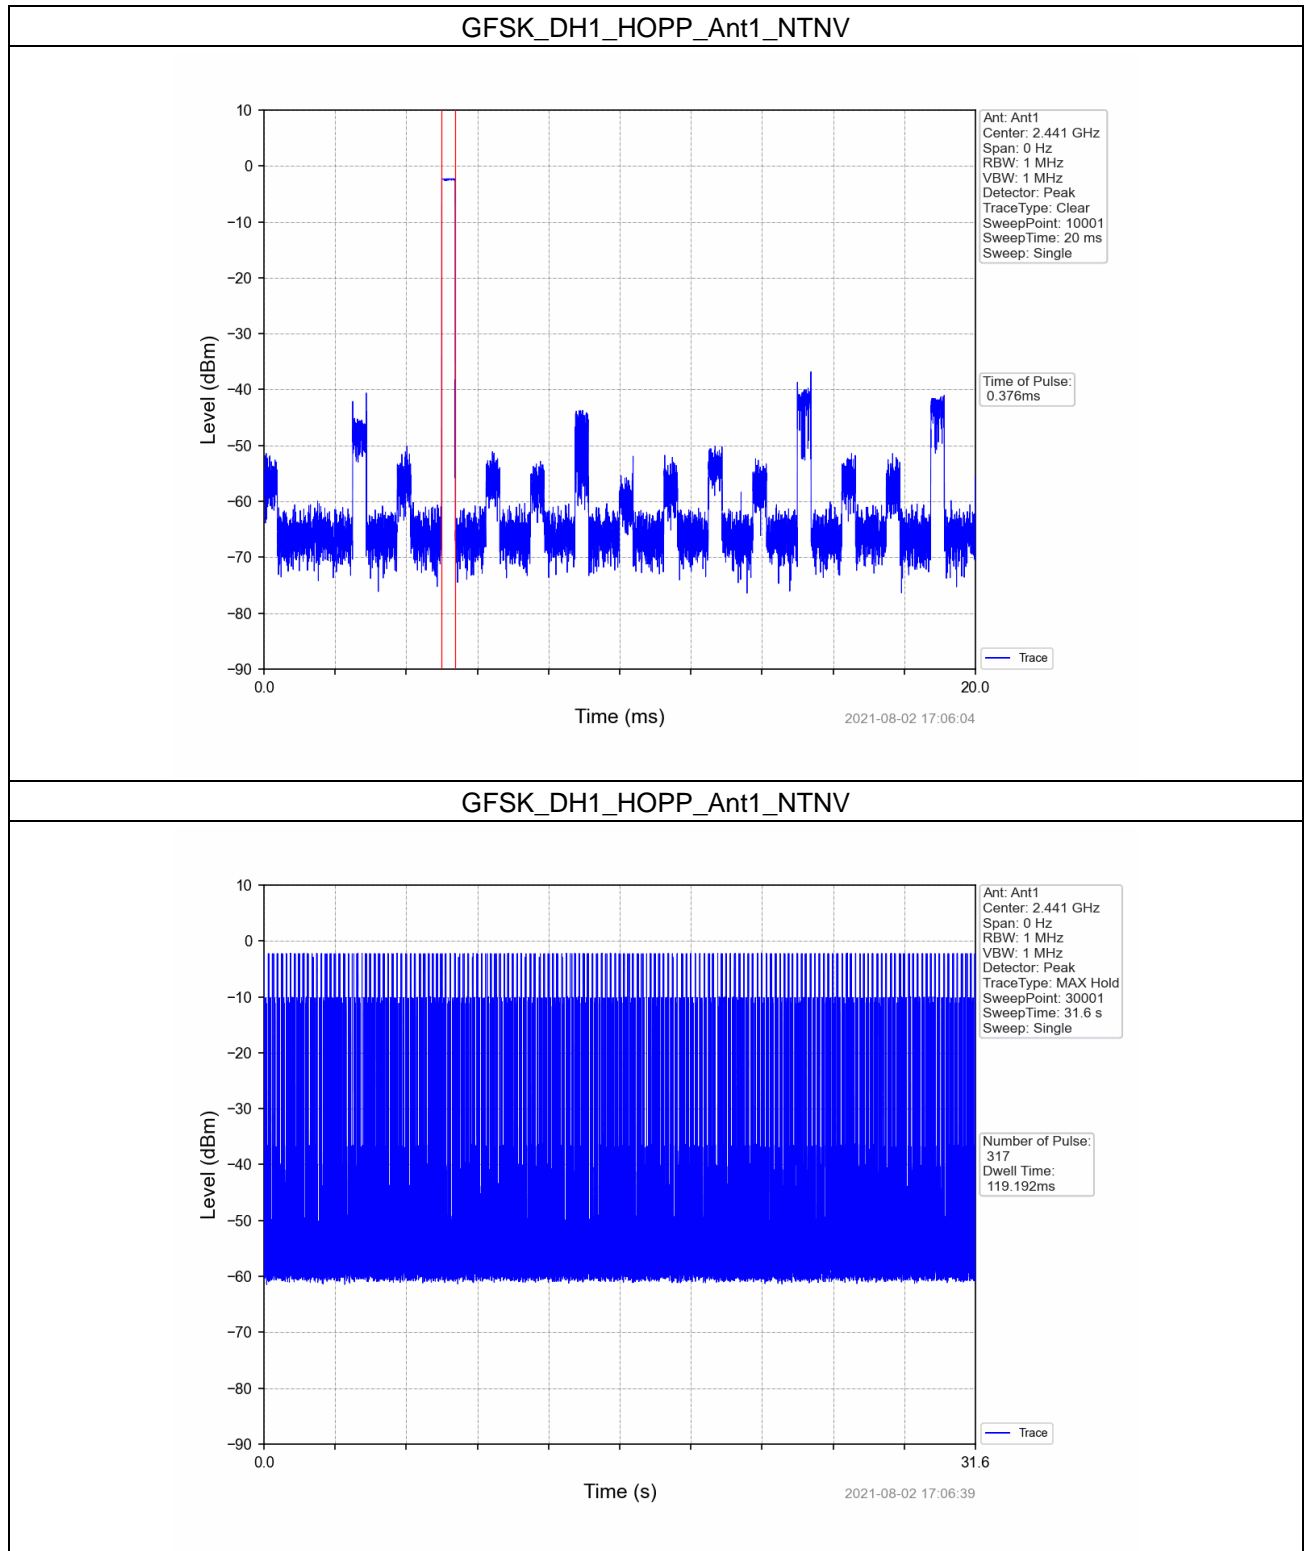 GFSK_DH1_HOPP_Ant1_NTNV
10
0
−10
−20
−30
−40
−50
−60
−70
−80
−90
Level (dBm)
0.0
20.0
Time (ms)
2021-08-02 17:06:04
Ant: Ant1
Center: 2.441 GHz
Span: 0 Hz
RBW: 1 MHz
VBW: 1 MHz
Detector: Peak
TraceType: Clear
SweepPoint: 10001
SweepTime: 20 ms
Sweep: Single
Time of Pulse:
0.376ms
Trace
GFSK_DH1_HOPP_Ant1_NTNV
10
0
−10
−20
−30
−40
−50
−60
−70
−80
−90
Level (dBm)
0.0
31.6
Time (s)
2021-08-02 17:06:39
Ant: Ant1
Center: 2.441 GHz
Span: 0 Hz
RBW: 1 MHz
VBW: 1 MHz
Detector: Peak
TraceType: MAX Hold
SweepPoint: 30001
SweepTime: 31.6 s
Sweep: Single
Number of Pulse:
317
Dwell Time:
119.192ms
Trace